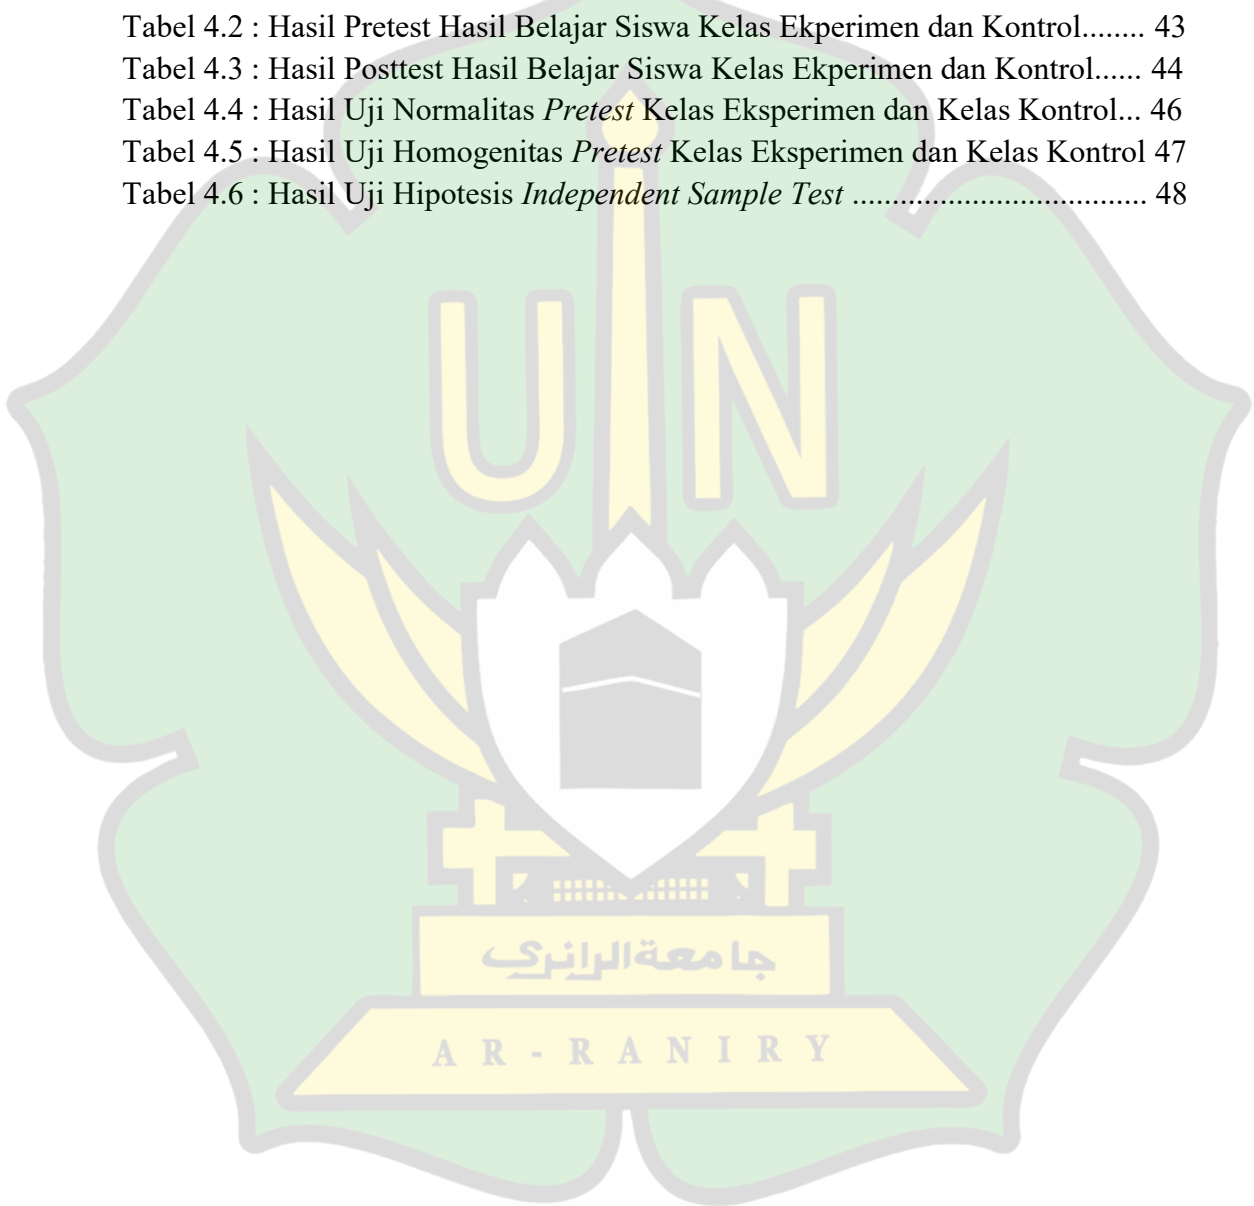 Tabel 4.2 : Hasil Pretest Hasil Belajar Siswa Kelas Ekperimen dan Kontrol........ 43
Tabel 4.3 : Hasil Posttest Hasil Belajar Siswa Kelas Ekperimen dan Kontrol...... 44
Tabel 4.4 : Hasil Uji Normalitas Pretest Kelas Eksperimen dan Kelas Kontrol... 46
Tabel 4.5 : Hasil Uji Homogenitas Pretest Kelas Eksperimen dan Kelas Kontrol 47
Tabel 4.6 : Hasil Uji Hipotesis Independent Sample Test ..................................... 48
UIN
جامعة الرانري
AR-RANIRY